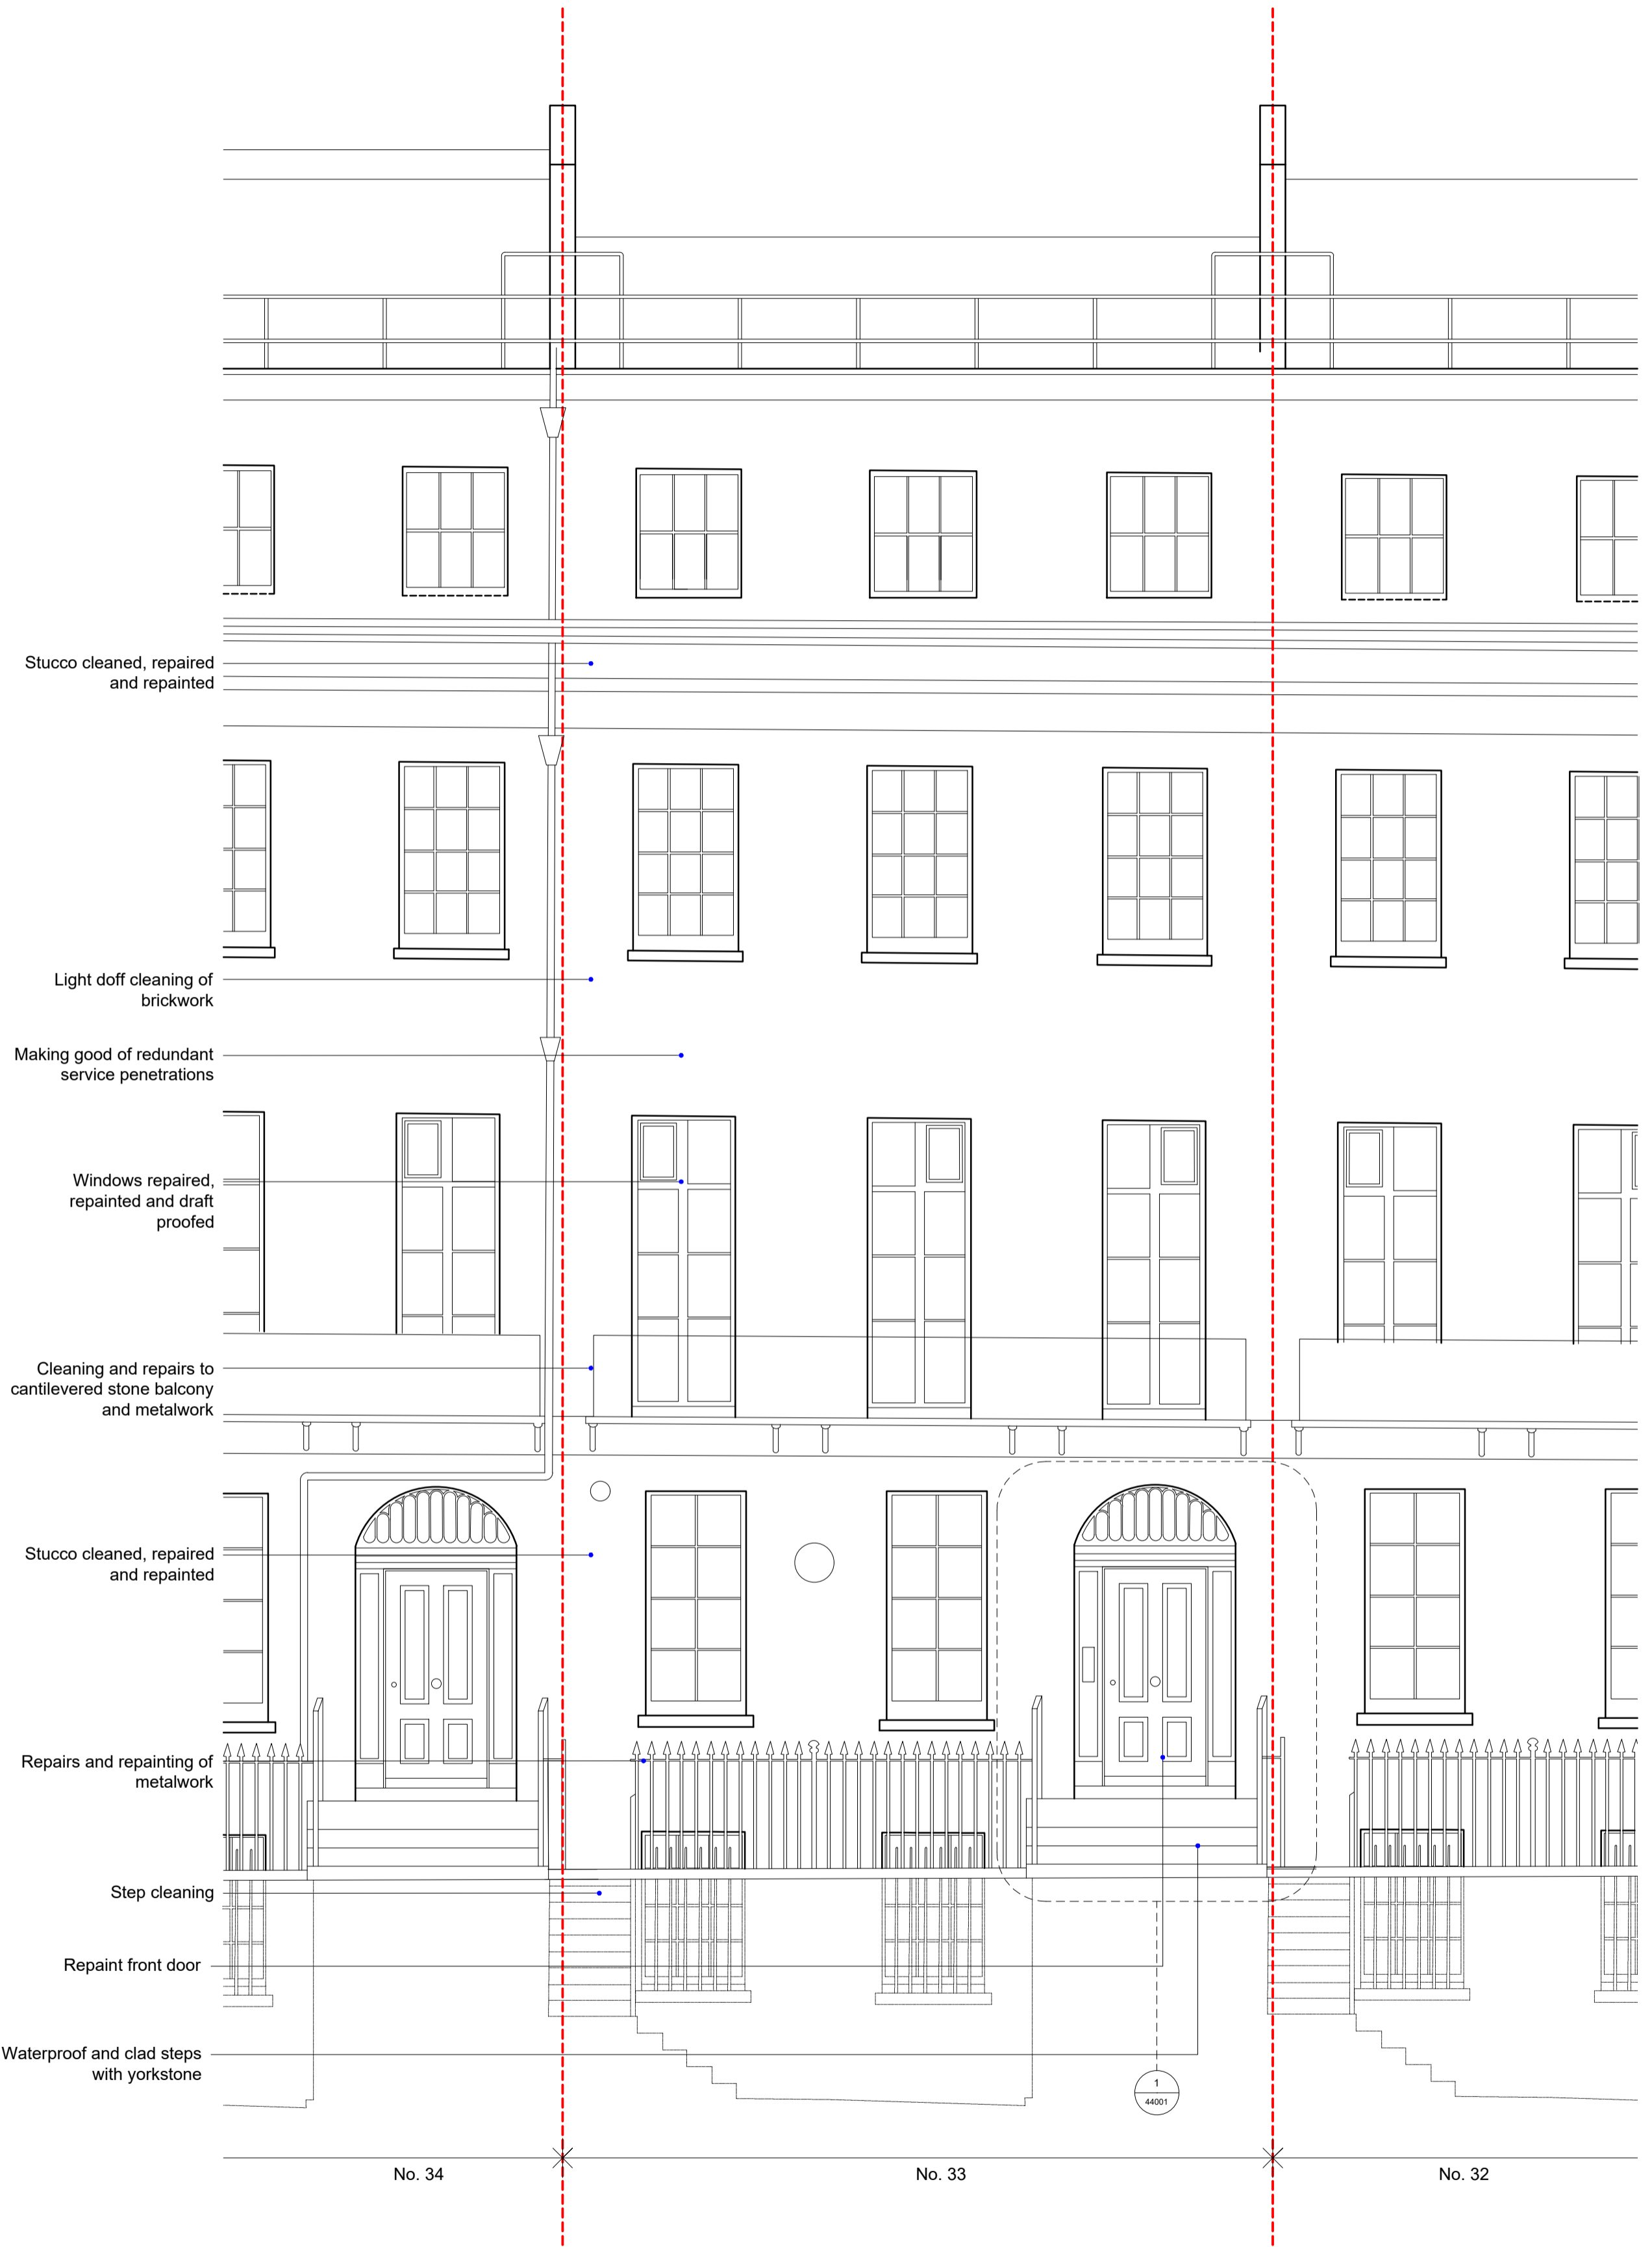 Stucco cleaned, repaired
and repainted
Light doff cleaning of
brickwork
Making good of redundant
service penetrations
Windows repaired,
repainted and draft
proofed
Cleaning and repairs to
cantilevered stone balcony
and metalwork
Stucco cleaned, repaired
and repainted
Repairs and repainting of
metalwork
Step cleaning
Repaint front door
Waterproof and clad steps
with yorkstone
1
44001
No. 34
No. 33
No. 32